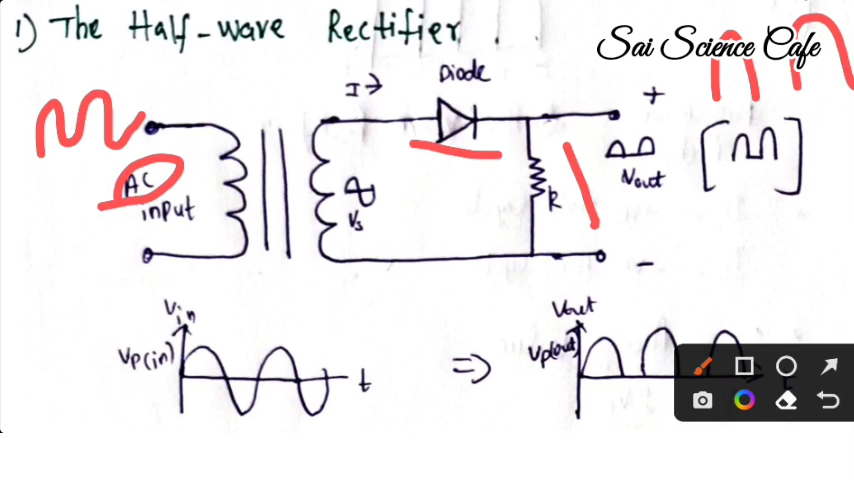 1) The Half-wave Rectifier.
Sai Science Cafe
Diode
I→
+
AC
input
Vs
R
Vout
-
Vin
Vp(in)
t
=>
Vout
Vp(out)